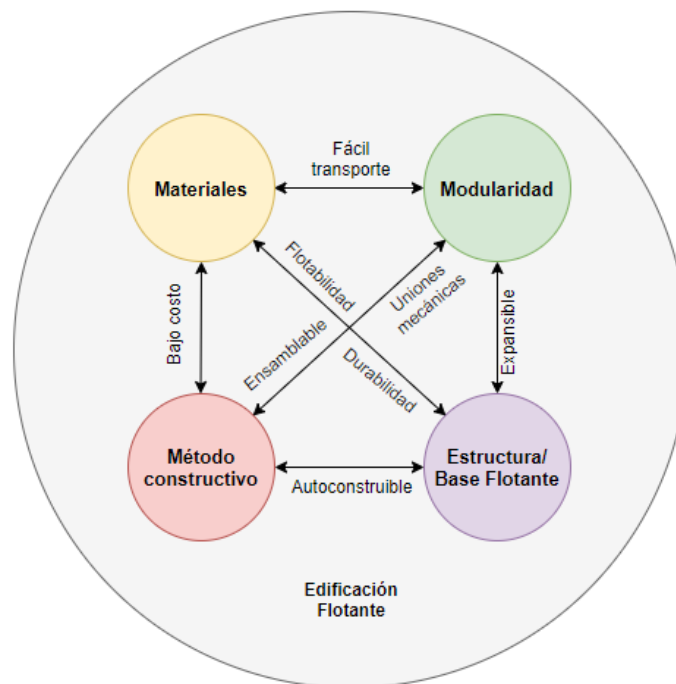 Fácil
transporte
Materiales
Modularidad
Flotabilidad
Uniones
mecánicas
Bajo costo
Expansible
Ensamblable
Durabilidad
Método
constructivo
Estructura/
Base Flotante
Autoconstruible
Edificación
Flotante